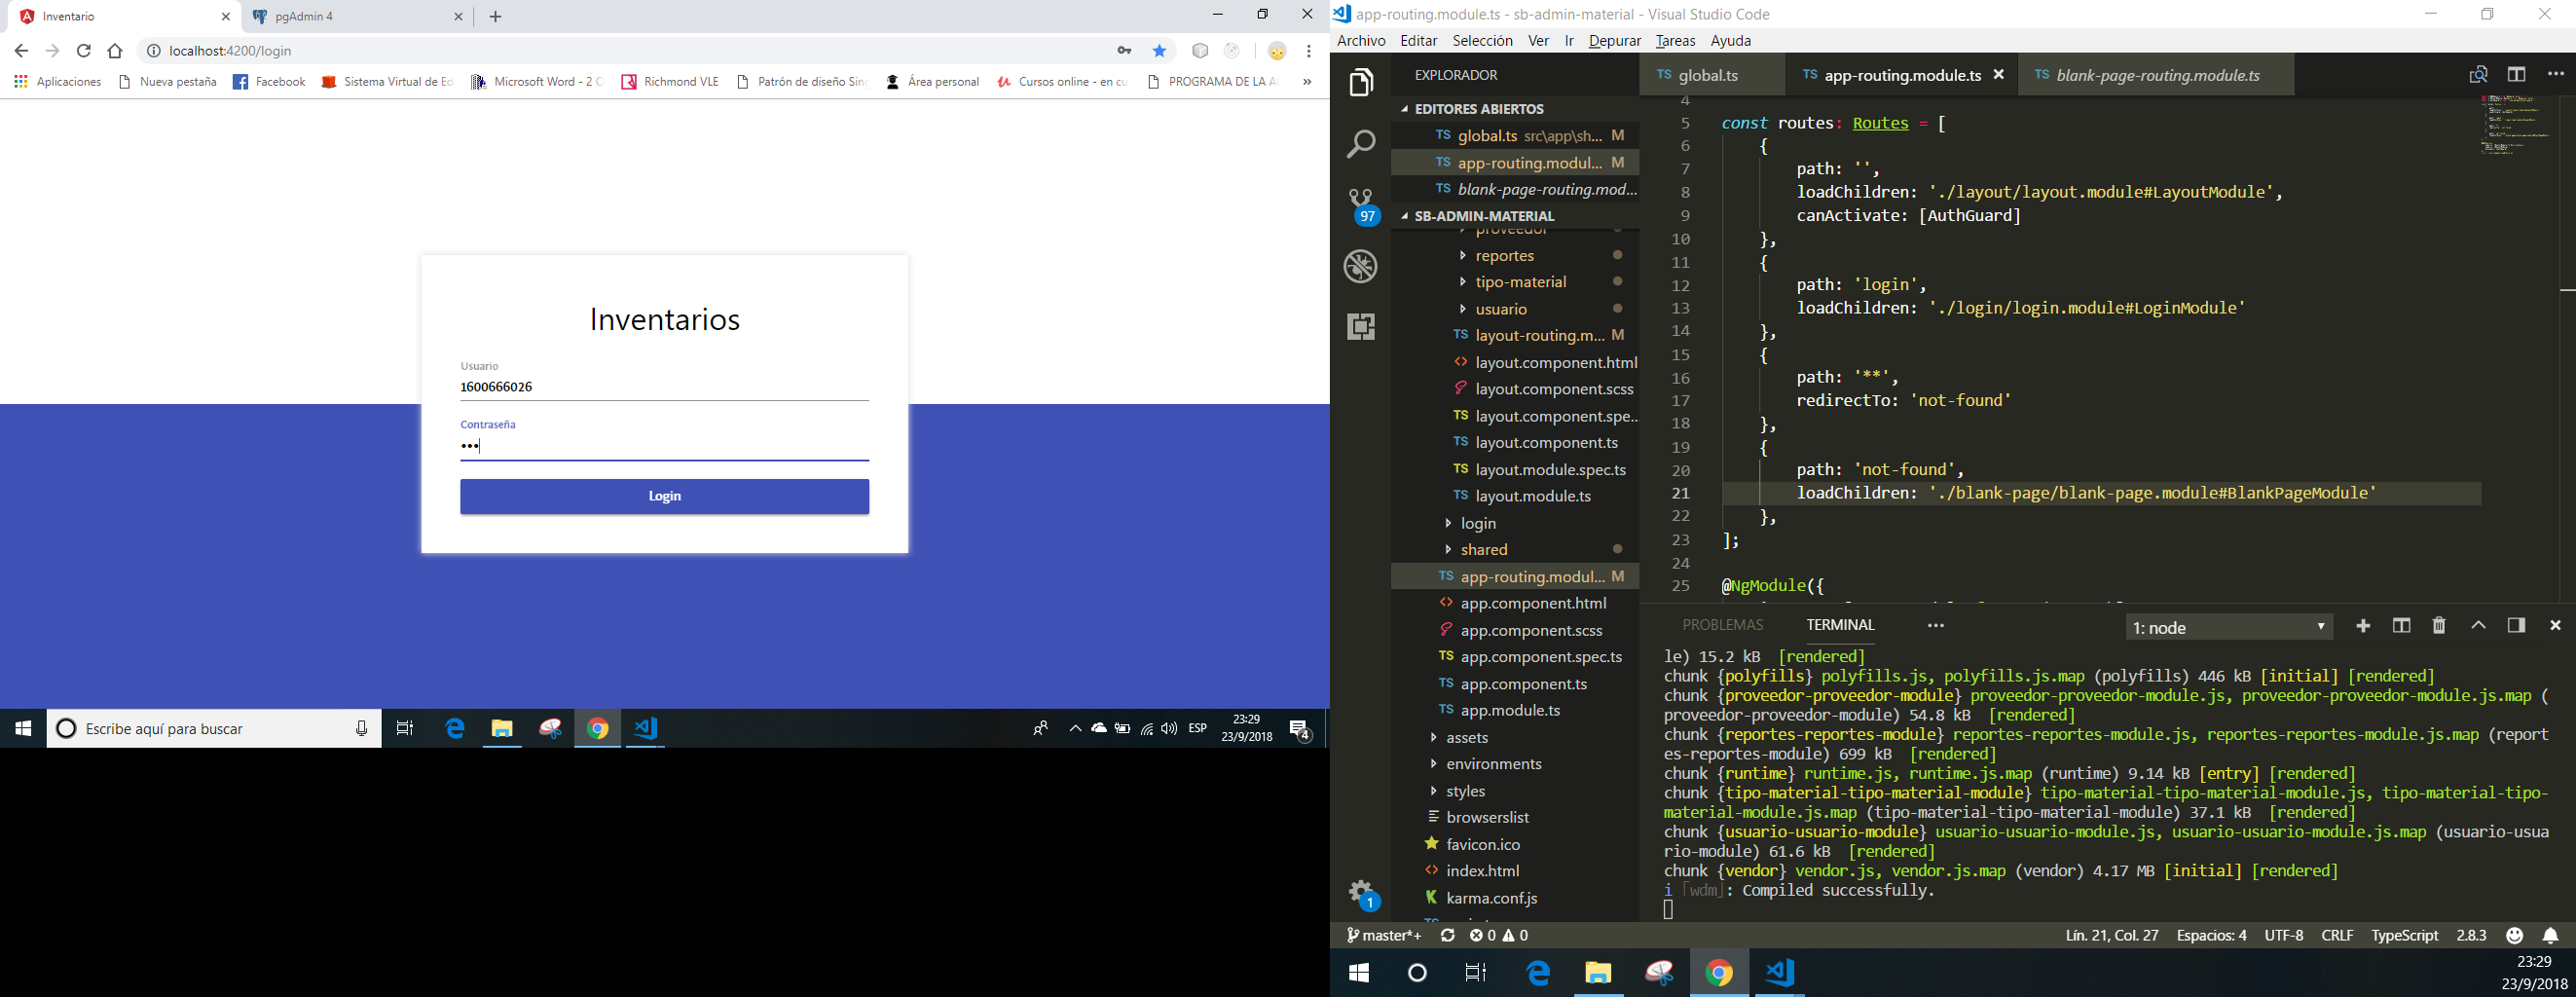 Inventario
pgAdmin 4
localhost:4200/login
Aplicaciones
Nueva pestaña
Facebook
Sistema Virtual de Ed
Microsoft Word - 2 C
Richmond VLE
Patrón de diseño Sin
Área personal
Cursos online - en cu
PROGRAMA DE LA A
»
Inventarios
Usuario
1600666026
Contraseña
•••
Login
Escribe aquí para buscar
ESP
23:29
23/9/2018
4
app-routing.module.ts - sb-admin-material - Visual Studio Code
Archivo Editar Selección Ver Ir Depurar Tareas Ayuda
EXPLORADOR
EDITORES ABIERTOS
TS global.ts src\app\sh... M
TS app-routing.modul... M
TS blank-page-routing.mod...
97
SB-ADMIN-MATERIAL
proveedor
reportes
tipo-material
usuario
TS layout-routing.m... M
<> layout.component.html
layout.component.scss
TS layout.component.spe...
TS layout.component.ts
TS layout.module.spec.ts
TS layout.module.ts
login
shared
TS app-routing.modul... M
<> app.component.html
app.component.scss
TS app.component.spec.ts
TS app.component.ts
TS app.module.ts
assets
environments
styles
browserslist
favicon.ico
<> index.html
karma.conf.js
1
TS global.ts
TS app-routing.module.ts ×
TS blank-page-routing.module.ts
4
5 const routes: Routes = [
6 {
7 path: '',
8 loadChildren: './layout/layout.module#LayoutModule',
9 canActivate: [AuthGuard]
10 },
11 {
12 path: 'login',
13 loadChildren: './login/login.module#LoginModule'
14 },
15 {
16 path: '**',
17 redirectTo: 'not-found'
18 },
19 {
20 path: 'not-found',
21 loadChildren: './blank-page/blank-page.module#BlankPageModule'
22 },
23 ];
24
25 @NgModule({
PROBLEMAS TERMINAL ··· 1: node
le) 15.2 kB [rendered]
chunk {polyfills} polyfills.js, polyfills.js.map (polyfills) 446 kB [initial] [rendered]
chunk {proveedor-proveedor-module} proveedor-proveedor-module.js, proveedor-proveedor-module.js.map (
proveedor-proveedor-module) 54.8 kB [rendered]
chunk {reportes-reportes-module} reportes-reportes-module.js, reportes-reportes-module.js.map (report
es-reportes-module) 699 kB [rendered]
chunk {runtime} runtime.js, runtime.js.map (runtime) 9.14 kB [entry] [rendered]
chunk {tipo-material-tipo-material-module} tipo-material-tipo-material-module.js, tipo-material-tipo-
material-module.js.map (tipo-material-tipo-material-module) 37.1 kB [rendered]
chunk {usuario-usuario-module} usuario-usuario-module.js, usuario-usuario-module.js.map (usuario-usua
rio-module) 61.6 kB [rendered]
chunk {vendor} vendor.js, vendor.js.map (vendor) 4.17 MB [initial] [rendered]
i ｢wdm｣: Compiled successfully.
master*+ 0 0 Lín. 21, Col. 27 Espacios: 4 UTF-8 CRLF TypeScript 2.8.3
23:29
23/9/2018